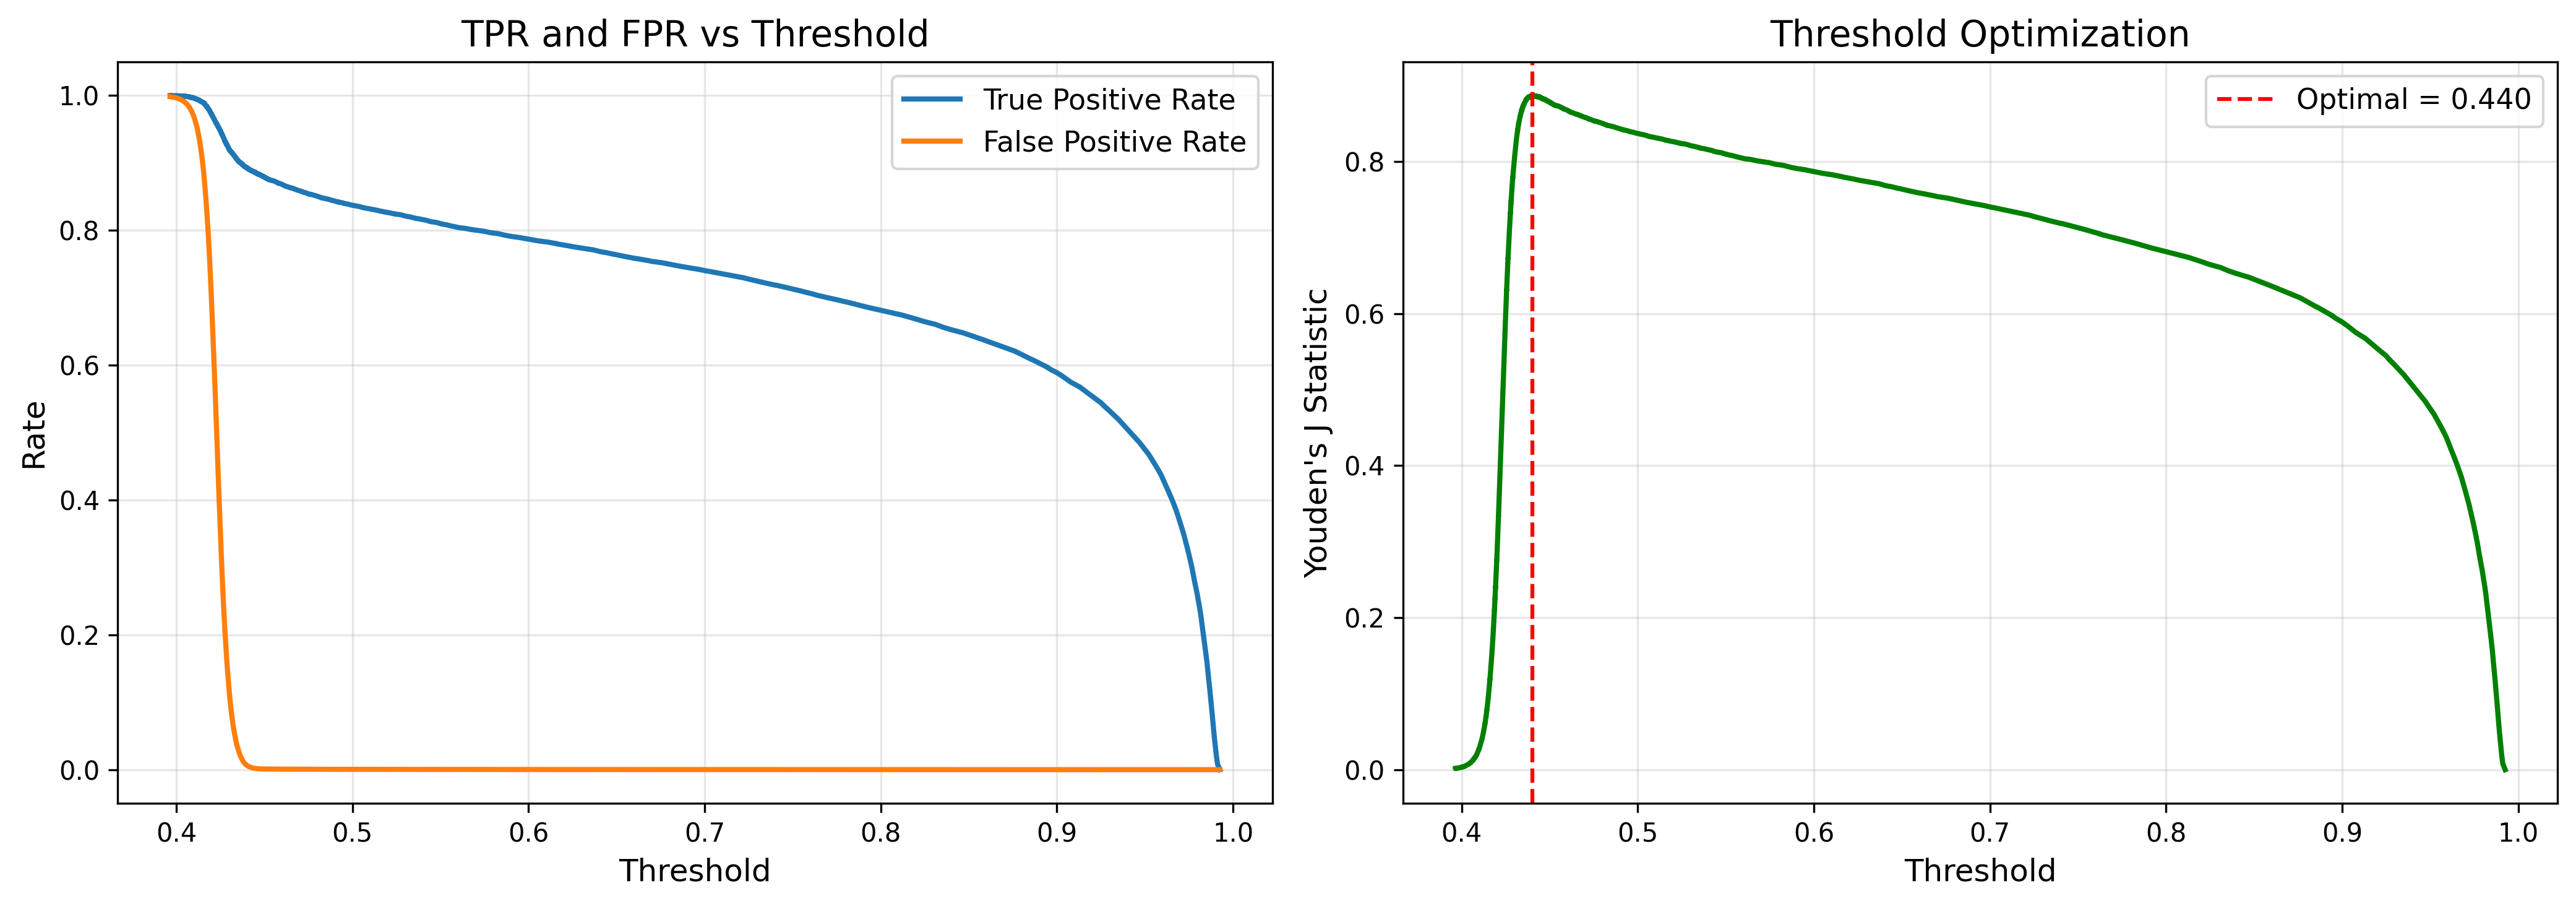 TPR and FPR vs Threshold
True Positive Rate
False Positive Rate
Rate
1.0
0.8
0.6
0.4
0.2
0.0
0.4 0.5 0.6 0.7 0.8 0.9 1.0
Threshold
Threshold Optimization
Optimal = 0.440
Youden's J Statistic
0.8
0.6
0.4
0.2
0.0
0.4 0.5 0.6 0.7 0.8 0.9 1.0
Threshold